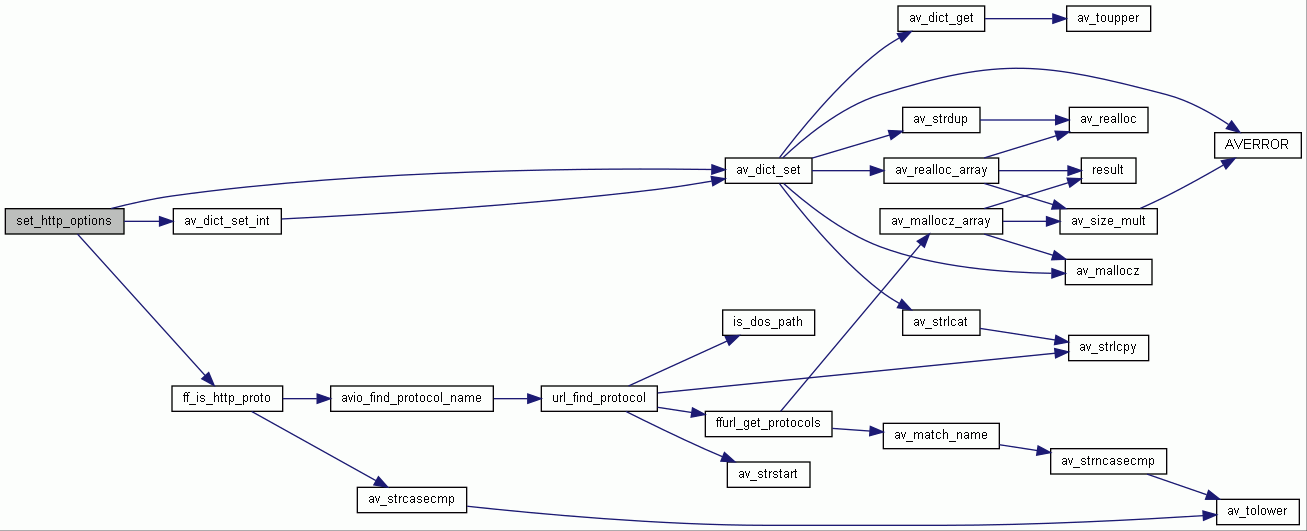 av_dict_get
av_toupper
av_strdup
av_realloc
AVERROR
av_dict_set
av_realloc_array
result
set_http_options
av_dict_set_int
av_mallocz_array
av_size_mult
av_mallocz
is_dos_path
av_strlcat
av_strlcpy
ff_is_http_proto
avio_find_protocol_name
url_find_protocol
ffurl_get_protocols
av_match_name
av_strncasecmp
av_strstart
av_strcasecmp
av_tolower